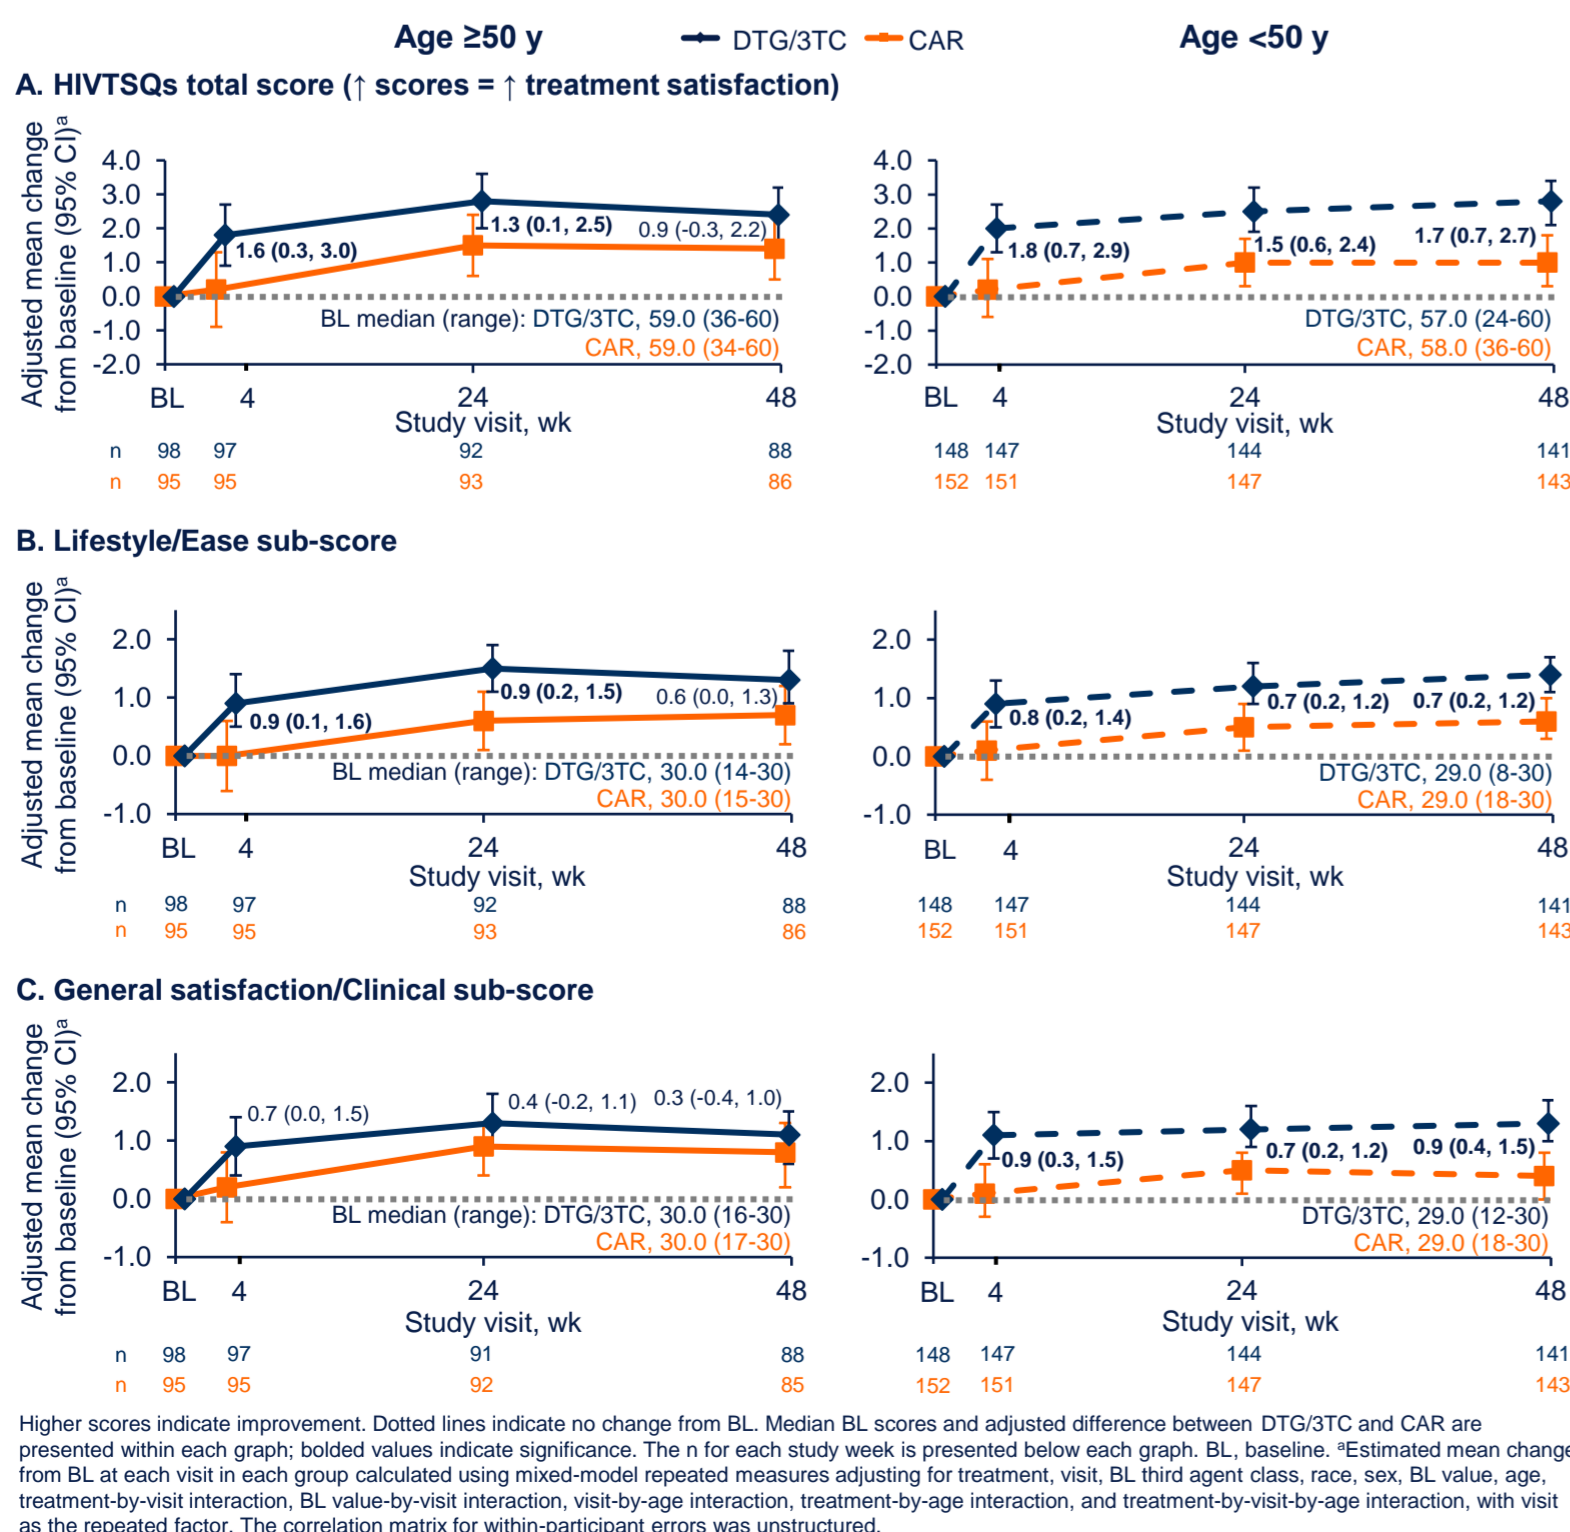 Age ≥50 y
DTG/3TC CAR
Age <50 y
A. HIVTSQs total score (↑ scores = ↑ treatment satisfaction)
Adjusted mean change
from baseline (95% CI)ᵃ
4.0
3.0
2.0
1.0
0.0
-1.0
-2.0
1.6 (0.3, 3.0)
1.3 (0.1, 2.5)
0.9 (-0.3, 2.2)
BL median (range): DTG/3TC, 59.0 (36-60)
CAR, 59.0 (34-60)
BL 4 24 48
Study visit, wk
n 98 97 92 88
n 95 95 93 86
4.0
3.0
2.0
1.0
0.0
-1.0
-2.0
1.8 (0.7, 2.9)
1.5 (0.6, 2.4)
1.7 (0.7, 2.7)
DTG/3TC, 57.0 (24-60)
CAR, 58.0 (36-60)
BL 4 24 48
Study visit, wk
148 147 144 141
152 151 147 143
B. Lifestyle/Ease sub-score
Adjusted mean change
from baseline (95% CI)ᵃ
2.0
1.0
0.0
-1.0
0.9 (0.1, 1.6)
0.9 (0.2, 1.5)
0.6 (0.0, 1.3)
BL median (range): DTG/3TC, 30.0 (14-30)
CAR, 30.0 (15-30)
BL 4 24 48
Study visit, wk
n 98 97 92 88
n 95 95 93 86
2.0
1.0
0.0
-1.0
0.8 (0.2, 1.4)
0.7 (0.2, 1.2)
0.7 (0.2, 1.2)
DTG/3TC, 29.0 (8-30)
CAR, 29.0 (18-30)
BL 4 24 48
Study visit, wk
148 147 144 141
152 151 147 143
C. General satisfaction/Clinical sub-score
Adjusted mean change
from baseline (95% CI)ᵃ
2.0
1.0
0.0
-1.0
0.7 (0.0, 1.5)
0.4 (-0.2, 1.1)
0.3 (-0.4, 1.0)
BL median (range): DTG/3TC, 30.0 (16-30)
CAR, 30.0 (17-30)
BL 4 24 48
Study visit, wk
n 98 97 91 88
n 95 95 92 85
2.0
1.0
0.0
-1.0
0.9 (0.3, 1.5)
0.7 (0.2, 1.2)
0.9 (0.4, 1.5)
DTG/3TC, 29.0 (12-30)
CAR, 29.0 (18-30)
BL 4 24 48
Study visit, wk
148 147 144 141
152 151 147 143
Higher scores indicate improvement. Dotted lines indicate no change from BL. Median BL scores and adjusted difference between DTG/3TC and CAR are
presented within each graph; bolded values indicate significance. The n for each study week is presented below each graph. BL, baseline. ᵃEstimated mean change
from BL at each visit in each group calculated using mixed-model repeated measures adjusting for treatment, visit, BL third agent class, race, sex, BL value, age,
treatment-by-visit interaction, BL value-by-visit interaction, visit-by-age interaction, treatment-by-age interaction, and treatment-by-visit-by-age interaction, with visit
as the repeated factor. The correlation matrix for within-participant errors was unstructured.